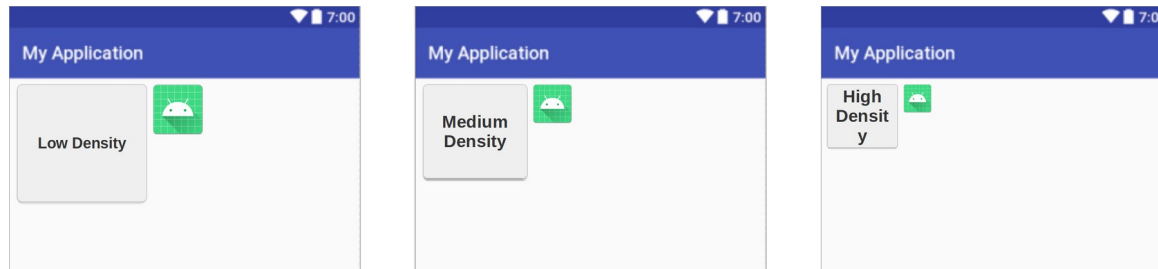 7:00
My Application
Low Density
7:00
My Application
Medium
Density
7:0
My Application
High
Densit
y